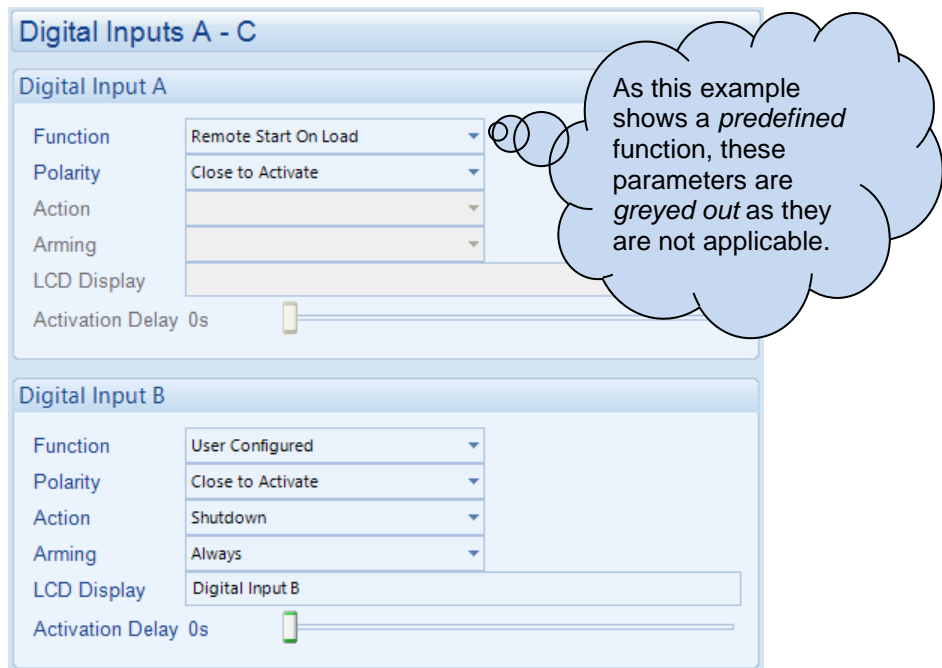 Digital Inputs A - C
Digital Input A
Function Remote Start On Load
Polarity Close to Activate
Action
Arming
LCD Display
Activation Delay 0s
As this example
shows a predefined
function, these
parameters are
greyed out as they
are not applicable.
Digital Input B
Function User Configured
Polarity Close to Activate
Action Shutdown
Arming Always
LCD Display Digital Input B
Activation Delay 0s